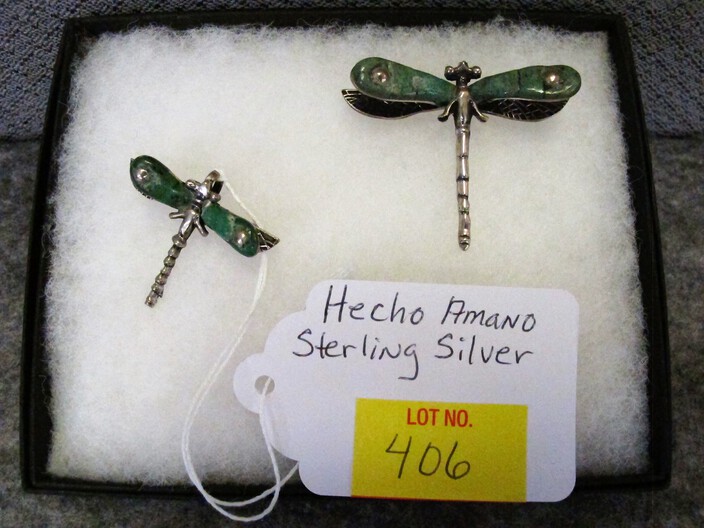 Hecho Amano
Sterling Silver
LOT NO.
406